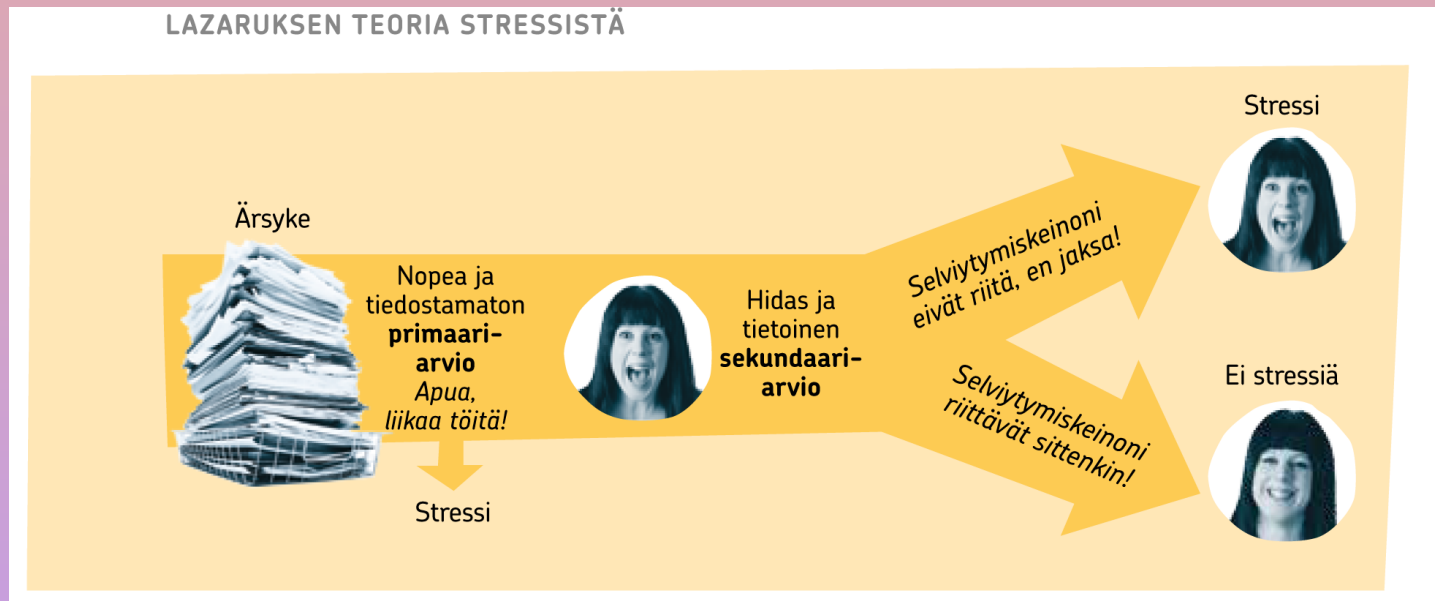 LAZARUKSEN TEORIA STRESSISTÄ
Ärsyke
Nopea ja
tiedostamaton
primaari-
arvio
Apua,
liikaa töitä!
Stressi
Hidas ja
tietoinen
sekundaari-
arvio
Selviytymiskeinoni
eivät riitä, en jaksa!
Stressi
Selviytymiskeinoni
riittävät sittenkin!
Ei stressiä